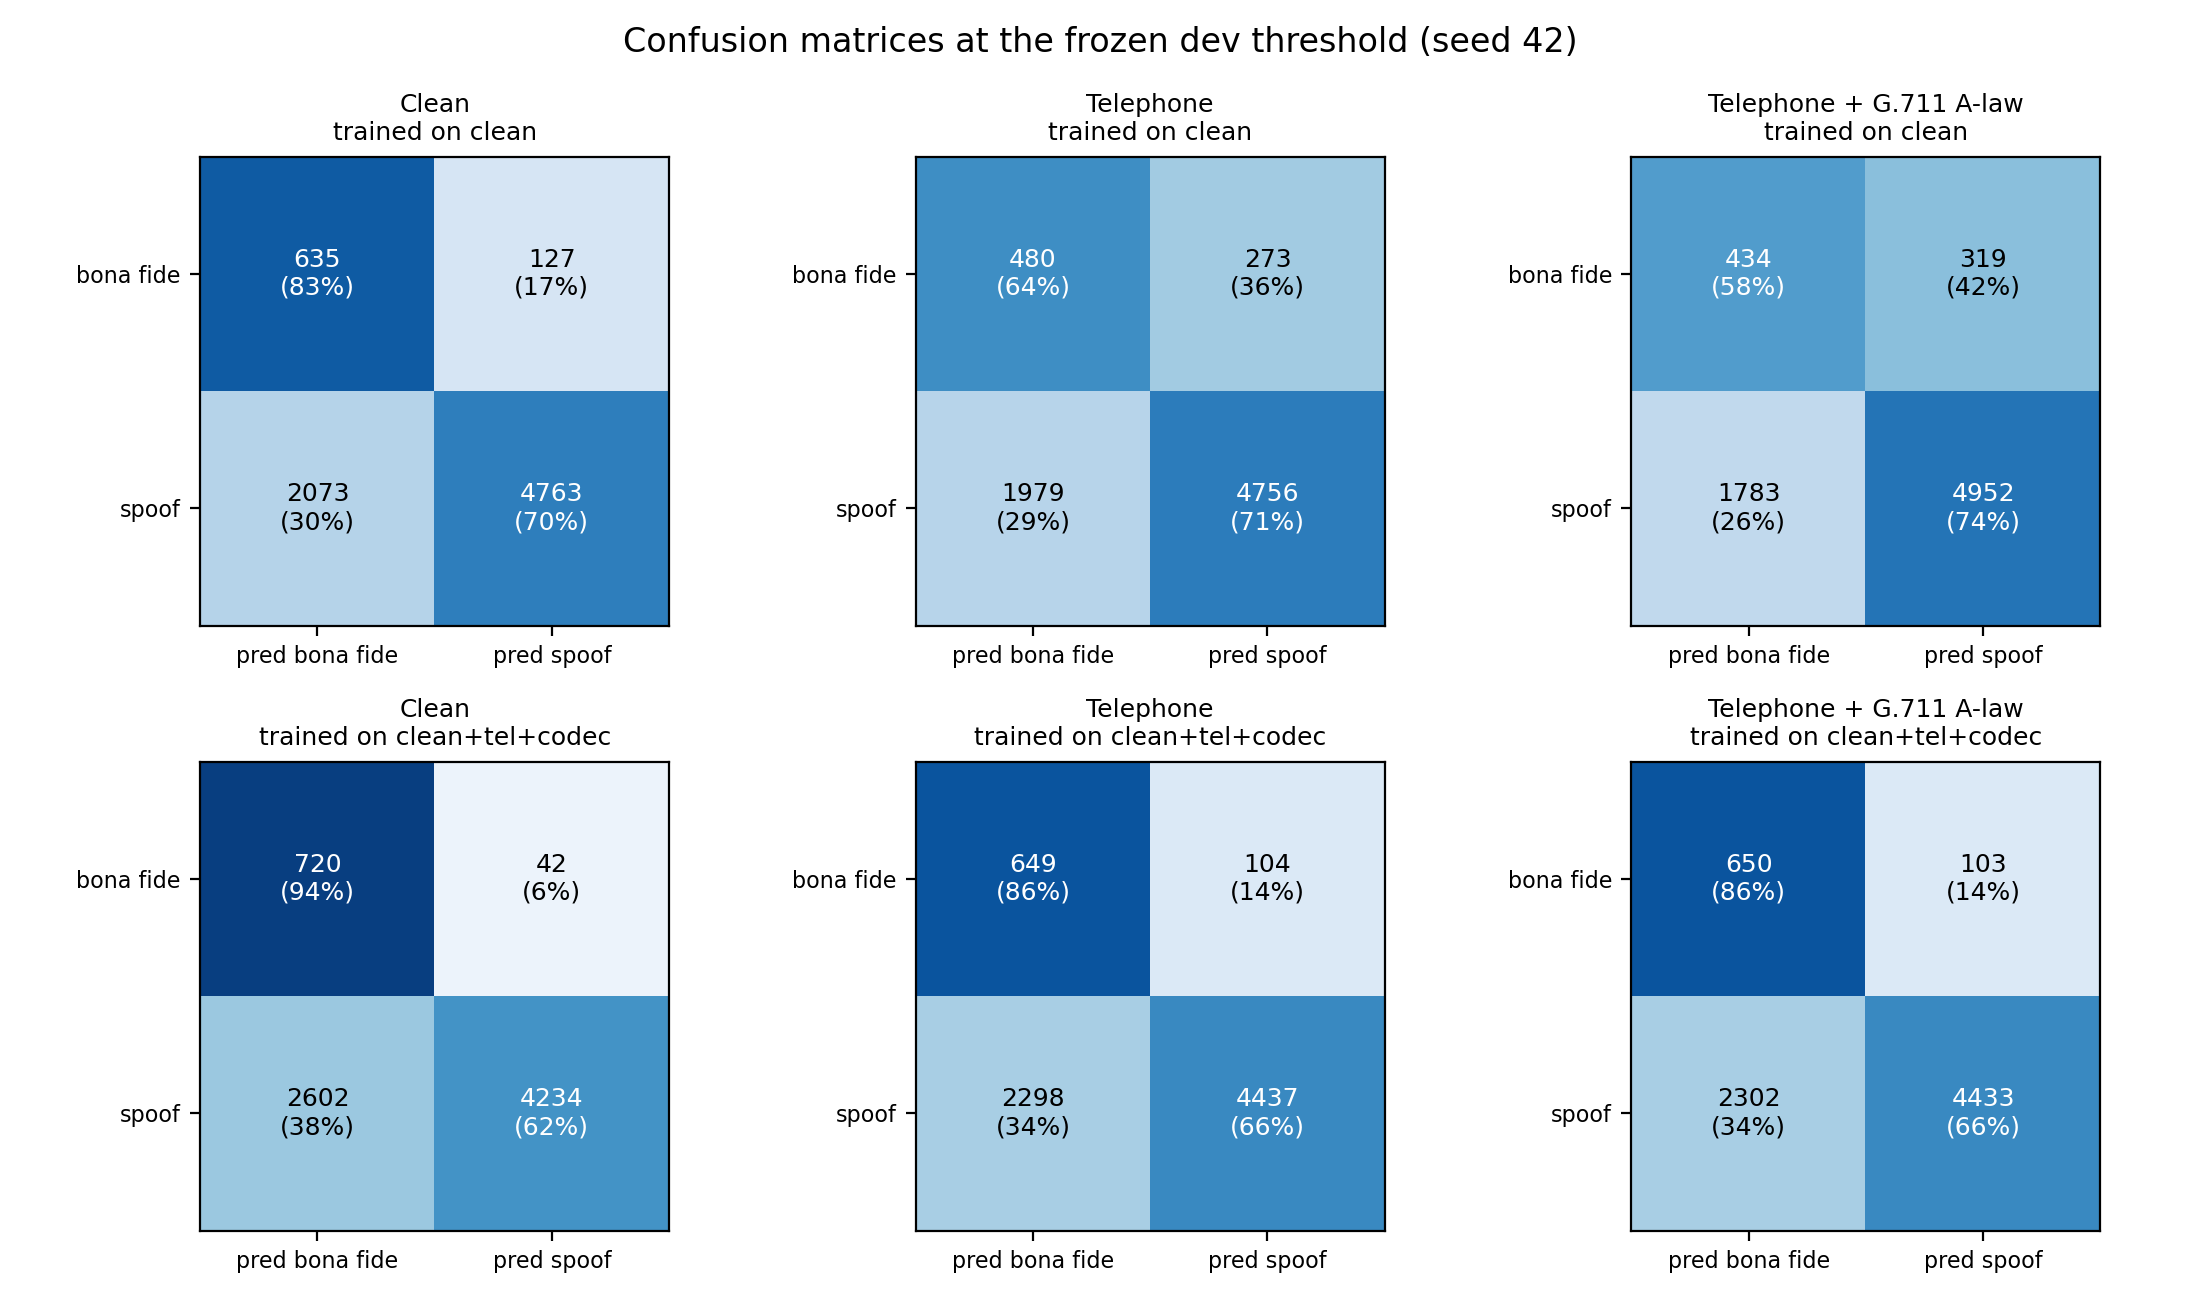 Confusion matrices at the frozen dev threshold (seed 42)
Clean
trained on clean
635
(83%)
127
(17%)
2073
(30%)
4763
(70%)
bona fide
spoof
pred bona fide
pred spoof
Telephone
trained on clean
480
(64%)
273
(36%)
1979
(29%)
4756
(71%)
bona fide
spoof
pred bona fide
pred spoof
Telephone + G.711 A-law
trained on clean
434
(58%)
319
(42%)
1783
(26%)
4952
(74%)
bona fide
spoof
pred bona fide
pred spoof
Clean
trained on clean+tel+codec
720
(94%)
42
(6%)
2602
(38%)
4234
(62%)
bona fide
spoof
pred bona fide
pred spoof
Telephone
trained on clean+tel+codec
649
(86%)
104
(14%)
2298
(34%)
4437
(66%)
bona fide
spoof
pred bona fide
pred spoof
Telephone + G.711 A-law
trained on clean+tel+codec
650
(86%)
103
(14%)
2302
(34%)
4433
(66%)
bona fide
spoof
pred bona fide
pred spoof